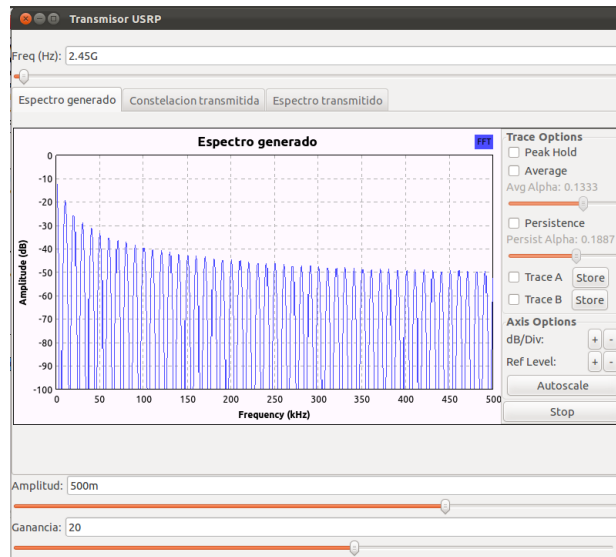 Transmisor USRP
Freq (Hz): 2.45G
Espectro generado Constelacion transmitida Espectro transmitido
Espectro generado
FFT
Amplitude (dB)
0
-10
-20
-30
-40
-50
-60
-70
-80
-90
-100
0 50 100 150 200 250 300 350 400 450 500
Frequency (kHz)
Trace Options
Peak Hold
Average
Avg Alpha: 0.1333
Persistence
Persist Alpha: 0.1887
Trace A Store
Trace B Store
Axis Options
dB/Div: + -
Ref Level: + -
Autoscale
Stop
Amplitud: 500m
Ganancia: 20